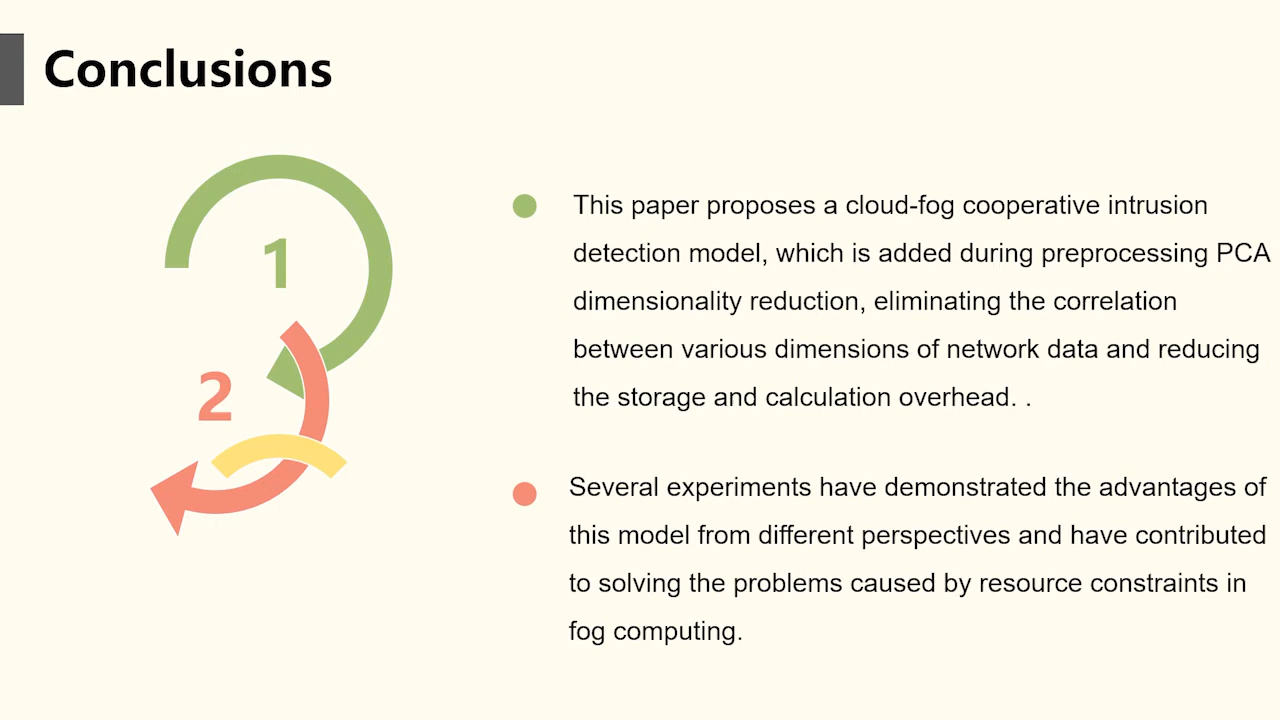 Conclusions
1
2
This paper proposes a cloud-fog cooperative intrusion
detection model, which is added during preprocessing PCA
dimensionality reduction, eliminating the correlation
between various dimensions of network data and reducing
the storage and calculation overhead. .
Several experiments have demonstrated the advantages of
this model from different perspectives and have contributed
to solving the problems caused by resource constraints in
fog computing.